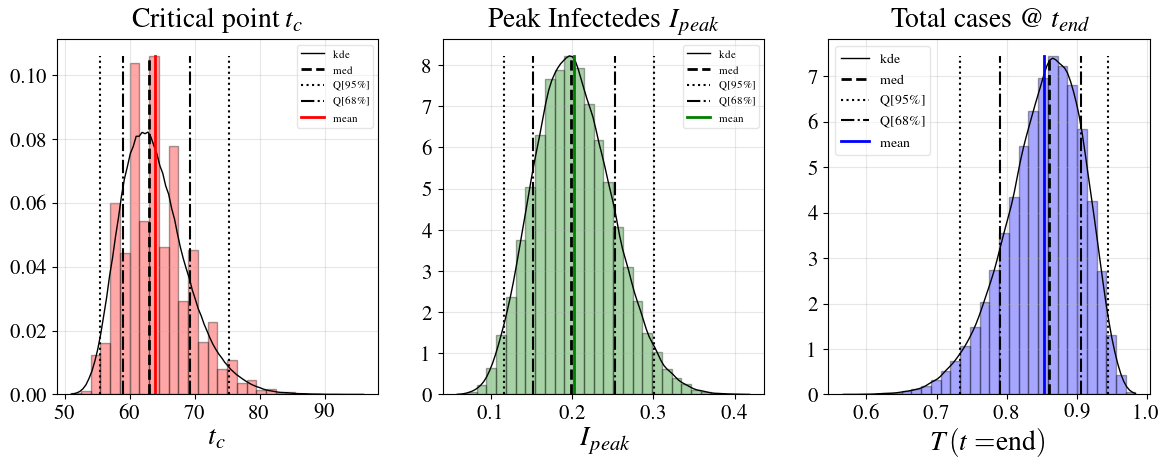 Critical point t_c
0.10
0.08
0.06
0.04
0.02
0.00
50 60 70 80 90
t_c
kde
med
Q[95%]
Q[68%]
mean
Peak Infectedes I_peak
8
7
6
5
4
3
2
1
0
0.1 0.2 0.3 0.4
I_peak
kde
med
Q[95%]
Q[68%]
mean
Total cases @ t_end
7
6
5
4
3
2
1
0
0.6 0.7 0.8 0.9 1.0
T (t =end)
kde
med
Q[95%]
Q[68%]
mean